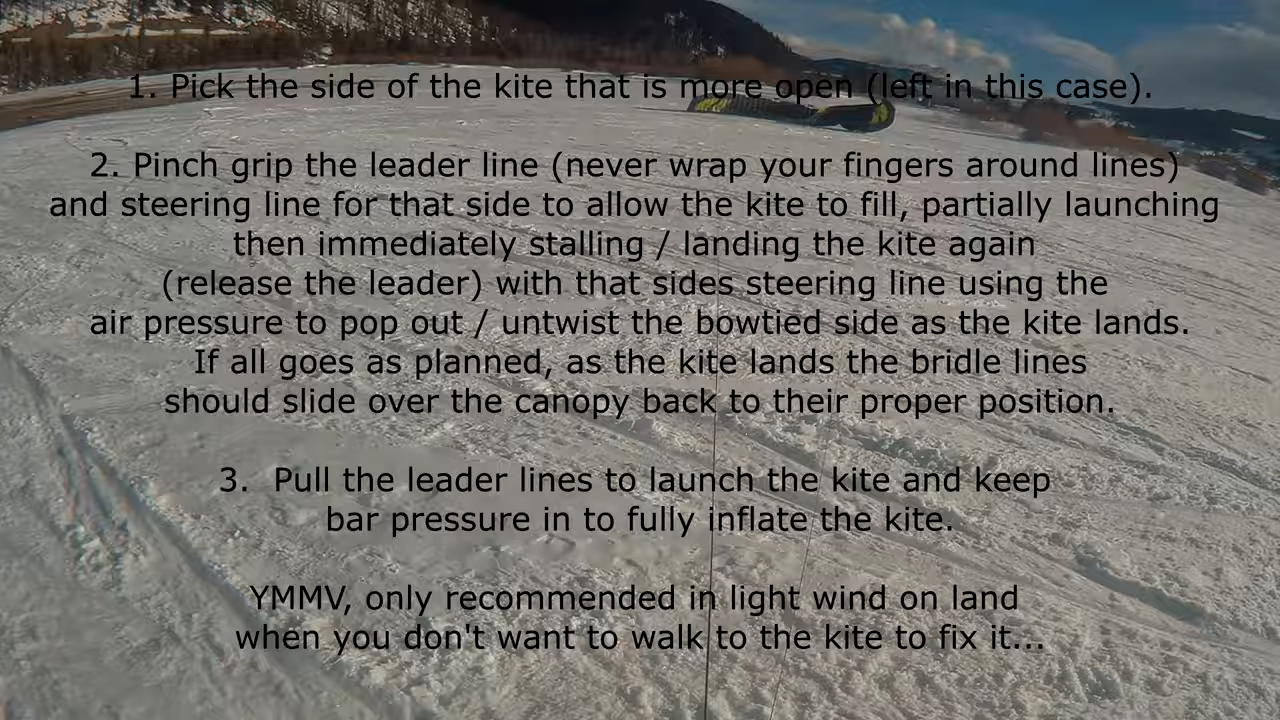 1. Pick the side of the kite that is more open (left in this case).
2. Pinch grip the leader line (never wrap your fingers around lines)
and steering line for that side to allow the kite to fill, partially launching
then immediately stalling / landing the kite again
(release the leader) with that sides steering line using the
air pressure to pop out / untwist the bowtied side as the kite lands.
If all goes as planned, as the kite lands the bridle lines
should slide over the canopy back to their proper position.
3.  Pull the leader lines to launch the kite and keep
bar pressure in to fully inflate the kite.
YMMV, only recommended in light wind on land
when you don't want to walk to the kite to fix it...